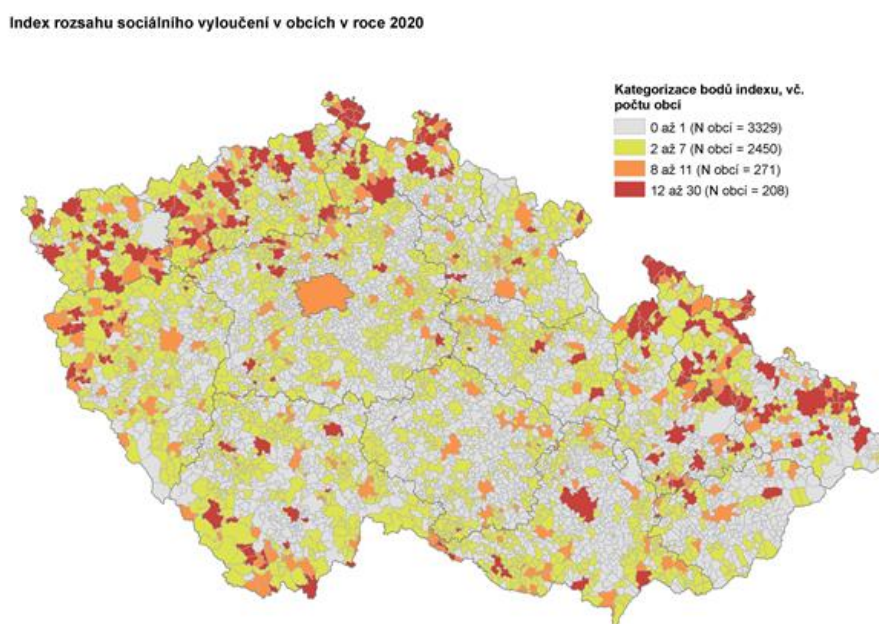 Index rozsahu sociálního vyloučení v obcích v roce 2020
Kategorizace bodů indexu, vč.
počtu obcí
0 až 1 (N obcí = 3329)
2 až 7 (N obcí = 2450)
8 až 11 (N obcí = 271)
12 až 30 (N obcí = 208)